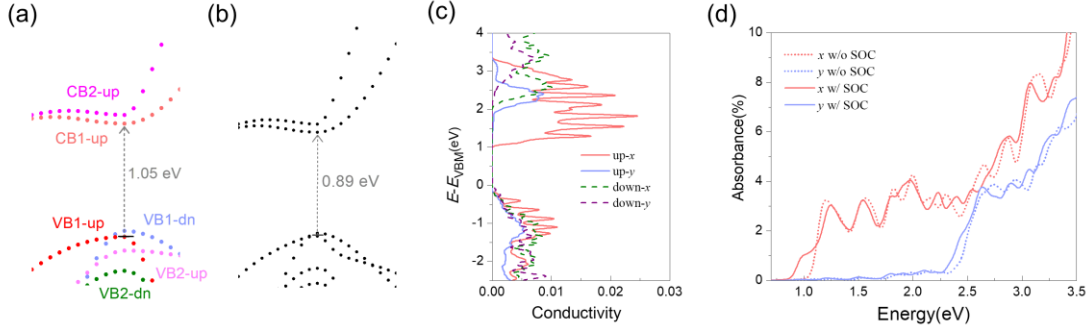 (a)
CB2-up
CB1-up
1.05 eV
VB1-up
VB1-dn
VB2-up
VB2-dn
(b)
0.89 eV
(c)
E-E_VBM(eV)
4
3
2
1
0
-1
-2
up-x
up-y
down-x
down-y
0.00 0.01 0.02 0.03
Conductivity
(d)
Absorbance(%)
10
8
6
4
2
0
x w/o SOC
y w/o SOC
x w/ SOC
y w/ SOC
1.0 1.5 2.0 2.5 3.0 3.5
Energy(eV)